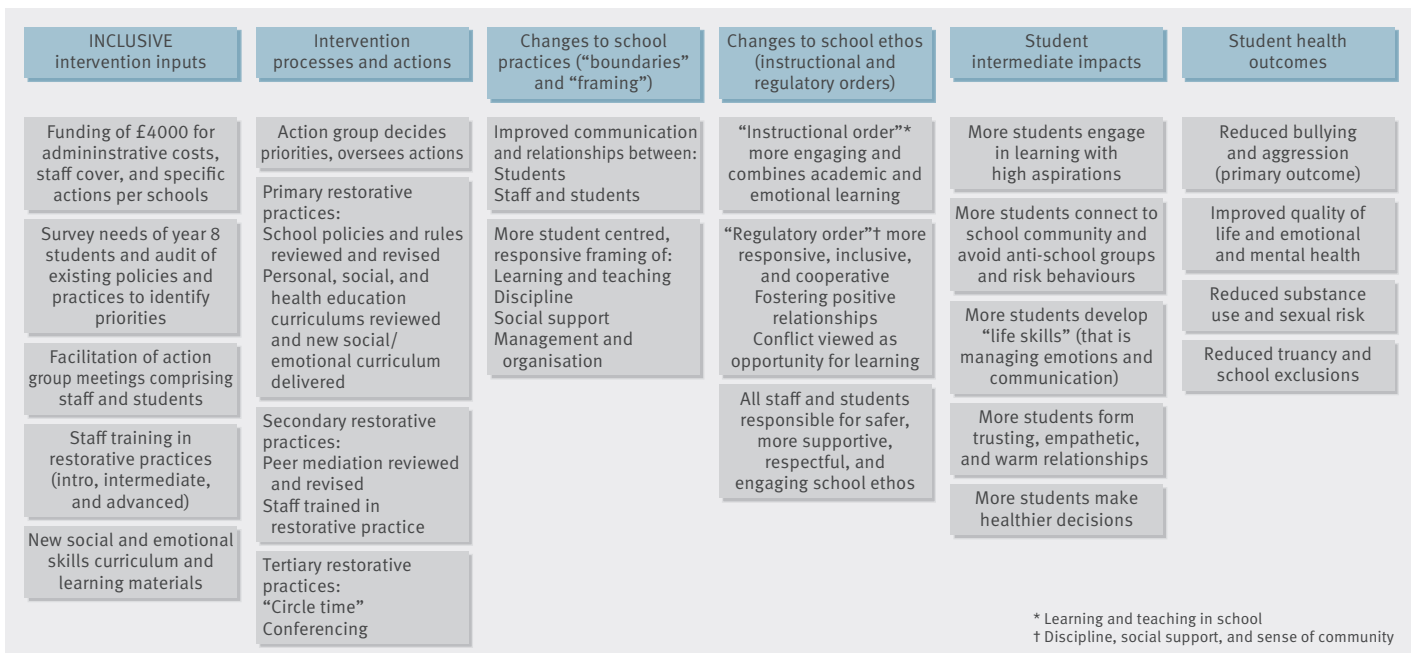 INCLUSIVE
intervention inputs
Funding of £4000 for
admininstrative costs,
staff cover, and specific
actions per schools
Survey needs of year 8
students and audit of
existing policies and
practices to identify
priorities
Facilitation of action
group meetings comprising
staff and students
Staff training in
restorative practices
(intro, intermediate,
and advanced)
New social and emotional
skills curriculum and
learning materials
Intervention
processes and actions
Action group decides
priorities, oversees actions
Primary restorative
practices:
School policies and rules
reviewed and revised
Personal, social, and
health education
curriculums reviewed
and new social/
emotional curriculum
delivered
Secondary restorative
practices:
Peer mediation reviewed
and revised
Staff trained in
restorative practice
Tertiary restorative
practices:
“Circle time”
Conferencing
Changes to school
practices (“boundaries”
and “framing”)
Improved communication
and relationships between:
Students
Staff and students
More student centred,
responsive framing of:
Learning and teaching
Discipline
Social support
Management and
organisation
Changes to school ethos
(instructional and
regulatory orders)
“Instructional order”*
more engaging and
combines academic and
emotional learning
“Regulatory order”† more
responsive, inclusive,
and cooperative
Fostering positive
relationships
Conflict viewed as
opportunity for learning
All staff and students
responsible for safer,
more supportive,
respectful, and
engaging school ethos
Student
intermediate impacts
More students engage
in learning with
high aspirations
More students connect to
school community and
avoid anti-school groups
and risk behaviours
More students develop
“life skills” (that is
managing emotions and
communication)
More students form
trusting, empathetic,
and warm relationships
More students make
healthier decisions
Student health
outcomes
Reduced bullying
and aggression
(primary outcome)
Improved quality of
life and emotional
and mental health
Reduced substance
use and sexual risk
Reduced truancy and
school exclusions
* Learning and teaching in school
† Discipline, social support, and sense of community